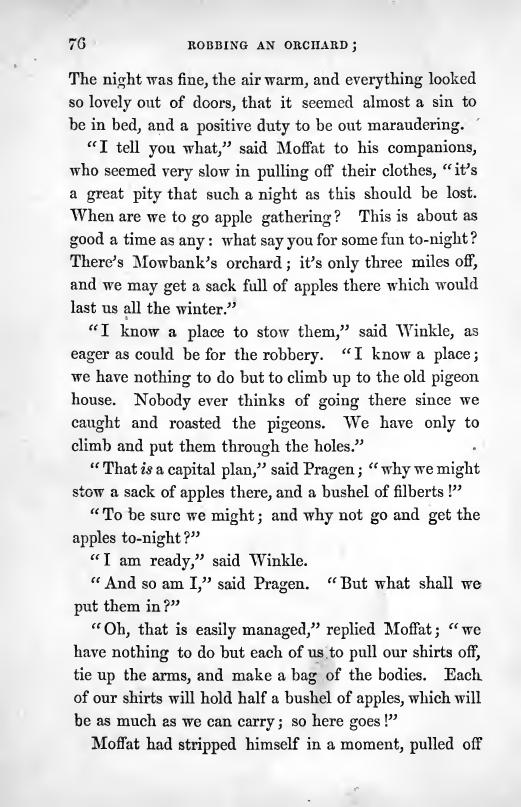 76 ROBBING AN ORCHARD;
The night was fine, the air warm, and everything looked
so lovely out of doors, that it seemed almost a sin to
be in bed, and a positive duty to be out maraudering.
"I tell you what," said Moffat to his companions,
who seemed very slow in pulling off their clothes, "it's
a great pity that such a night as this should be lost.
When are we to go apple gathering? This is about as
good a time as any: what say you for some fun to-night?
There's Mowbank's orchard; it's only three miles off,
and we may get a sack full of apples there which would
last us all the winter."
"I know a place to stow them," said Winkle, as
eager as could be for the robbery. "I know a place;
we have nothing to do but to climb up to the old pigeon
house. Nobody ever thinks of going there since we
caught and roasted the pigeons. We have only to
climb and put them through the holes."
"That is a capital plan," said Pragen; "why we might
stow a sack of apples there, and a bushel of filberts!"
"To be sure we might; and why not go and get the
apples to-night?"
"I am ready," said Winkle.
"And so am I," said Pragen. "But what shall we
put them in?"
"Oh, that is easily managed," replied Moffat; "we
have nothing to do but each of us to pull our shirts off,
tie up the arms, and make a bag of the bodies. Each
of our shirts will hold half a bushel of apples, which will
be as much as we can carry; so here goes!"
Moffat had stripped himself in a moment, pulled off